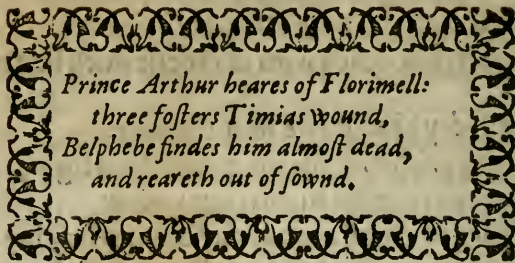 Prince Arthur heares of Florimell:
three foſters Timias wound,
Belphebe findes him almoſt dead,
and reareth out of ſownd.